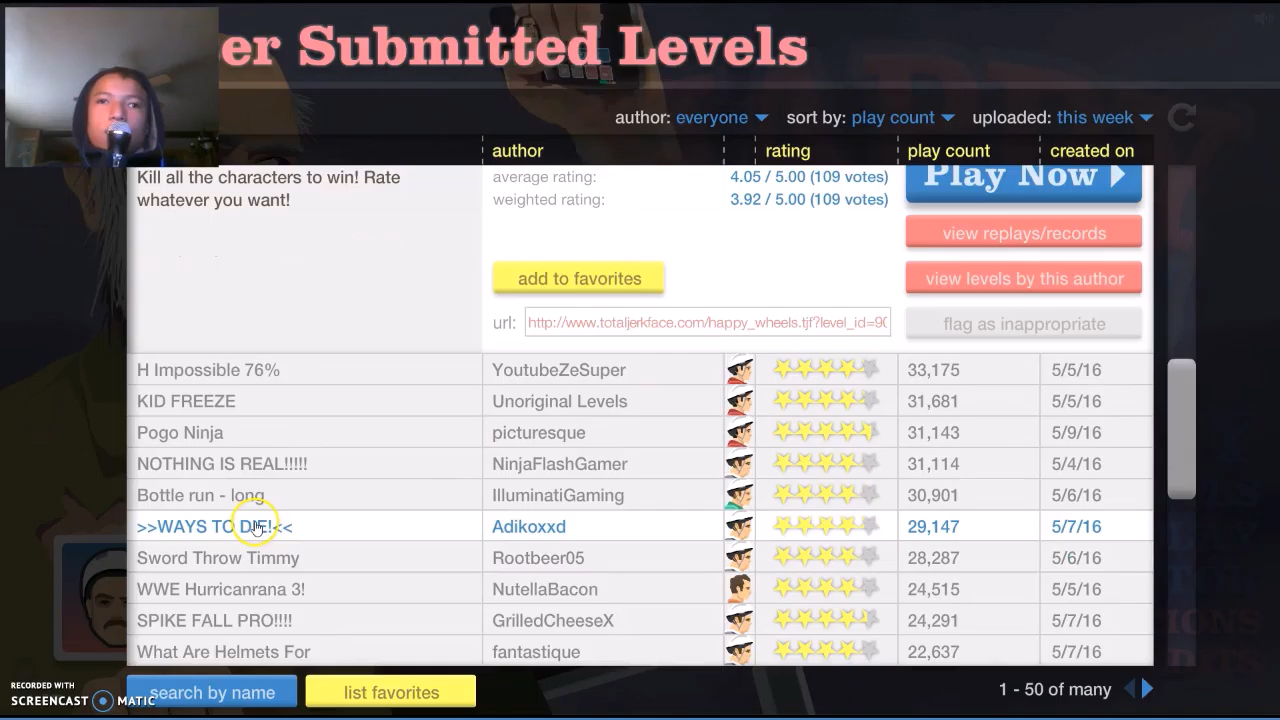 er Submitted Levels
author: everyone sort by: play count uploaded: this week
author rating play count created on
Kill all the characters to win! Rate
whatever you want!
average rating: 4.05 / 5.00 (109 votes)
weighted rating: 3.92 / 5.00 (109 votes)
Play Now
view replays/records
add to favorites
view levels by this author
url: http://www.totaljerkface.com/happy_wheels.tjf?level_id=9(
flag as inappropriate
H Impossible 76% YoutubeZeSuper 33,175 5/5/16
KID FREEZE Unoriginal Levels 31,681 5/5/16
Pogo Ninja picturesque 31,143 5/9/16
NOTHING IS REAL!!!!! NinjaFlashGamer 31,114 5/4/16
Bottle run - long IlluminatiGaming 30,901 5/6/16
>>WAYS TO DIE!<< Adikoxxd 29,147 5/7/16
Sword Throw Timmy Rootbeer05 28,287 5/6/16
WWE Hurricanrana 3! NutellaBacon 24,515 5/5/16
SPIKE FALL PRO!!!! GrilledCheeseX 24,291 5/7/16
What Are Helmets For fantastique 22,637 5/7/16
RECORDED WITH
SCREENCAST MATIC
search by name list favorites 1 - 50 of many